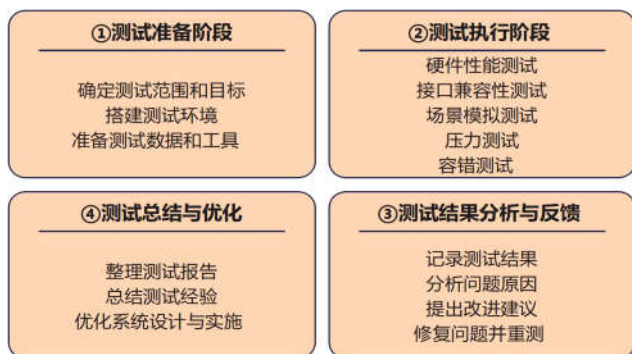 ①测试准备阶段
确定测试范围和目标
搭建测试环境
准备测试数据和工具
②测试执行阶段
硬件性能测试
接口兼容性测试
场景模拟测试
压力测试
容错测试
③测试结果分析与反馈
记录测试结果
分析问题原因
提出改进建议
修复问题并重测
④测试总结与优化
整理测试报告
总结测试经验
优化系统设计与实施